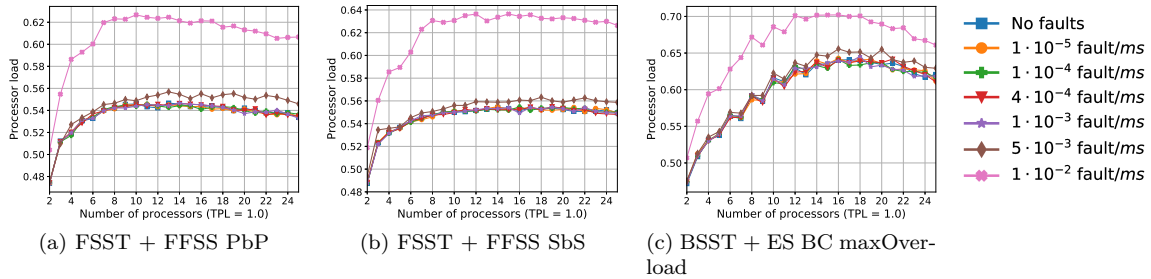 0.62
0.60
0.58
0.56
0.54
0.52
0.50
0.48
Processor load
2 4 6 8 10 12 14 16 18 20 22 24
Number of processors (TPL = 1.0)
(a) FSST + FFSS PbP
0.64
0.62
0.60
0.58
0.56
0.54
0.52
0.50
0.48
Processor load
2 4 6 8 10 12 14 16 18 20 22 24
Number of processors (TPL = 1.0)
(b) FSST + FFSS SbS
0.70
0.65
0.60
0.55
0.50
Processor load
2 4 6 8 10 12 14 16 18 20 22 24
Number of processors (TPL = 1.0)
(c) BSST + ES BC maxOver-
load
No faults
1 · 10⁻⁵ fault/ms
1 · 10⁻⁴ fault/ms
4 · 10⁻⁴ fault/ms
1 · 10⁻³ fault/ms
5 · 10⁻³ fault/ms
1 · 10⁻² fault/ms